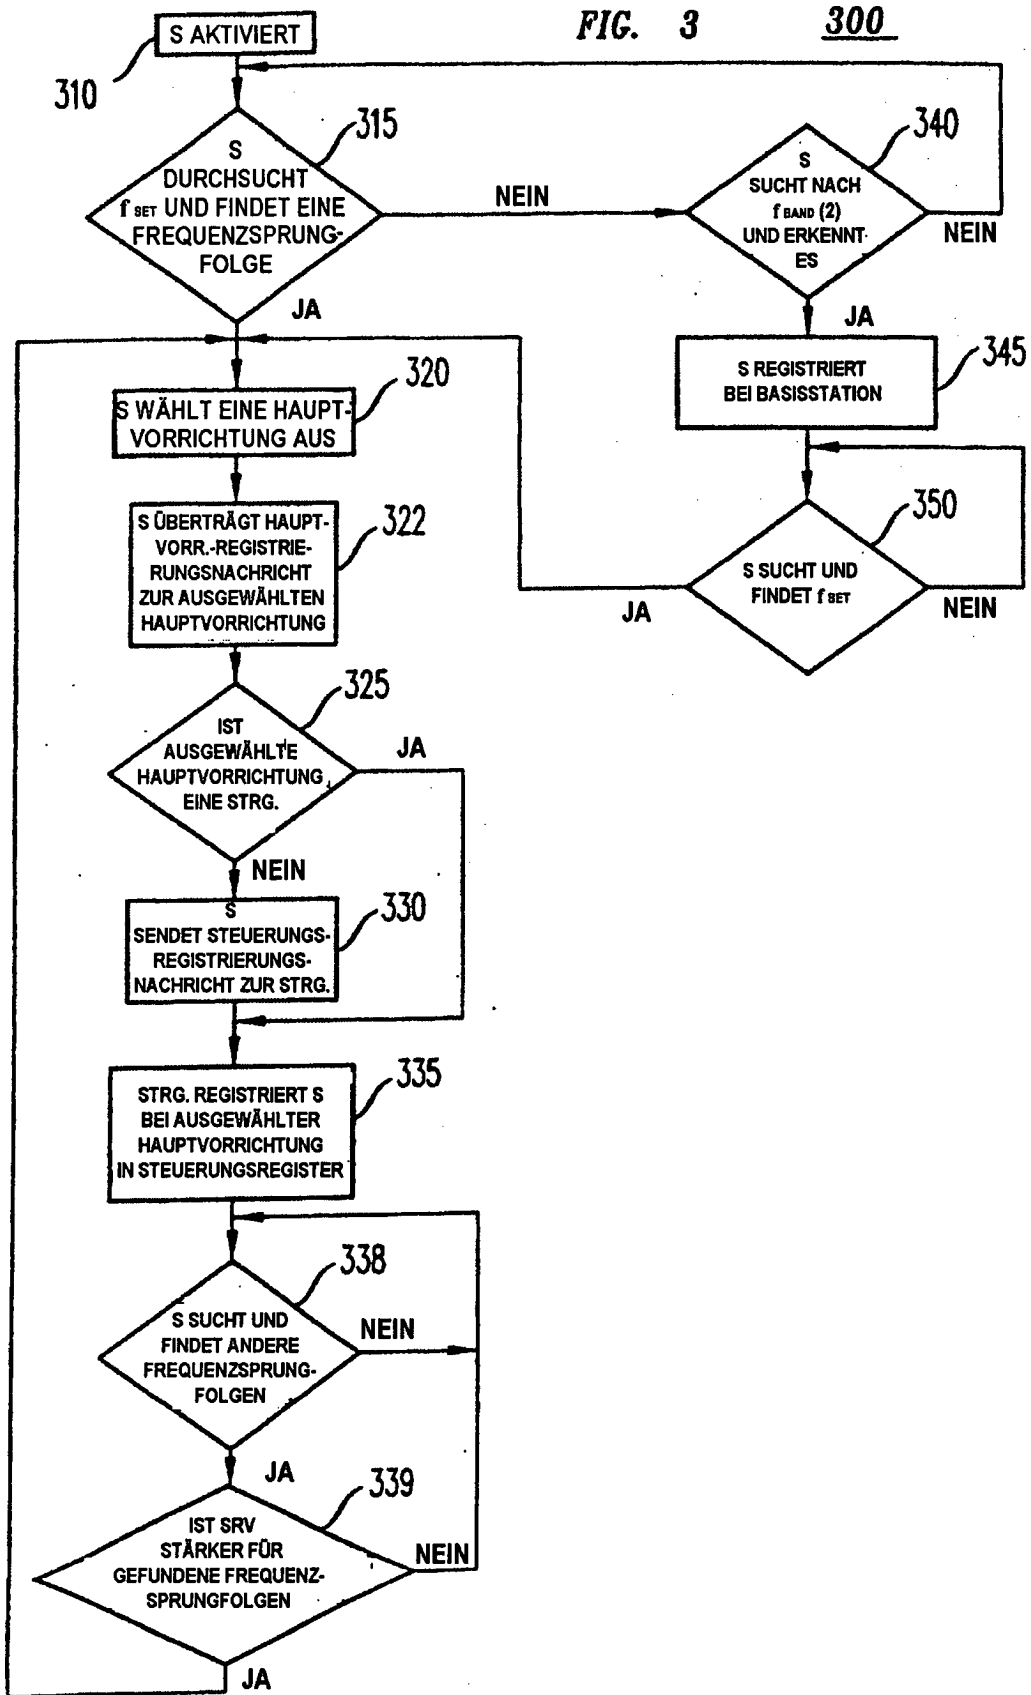 FIG. 3 300
S AKTIVIERT
310
315
S
DURCHSUCHT
f SET UND FINDET EINE
FREQUENZSPRUNG-
FOLGE
NEIN
JA
340
S
SUCHT NACH
f BAND (2)
UND ERKENNT
ES
NEIN
JA
345
S REGISTRIERT
BEI BASISSTATION
350
S SUCHT UND
FINDET f SET
JA
NEIN
320
S WÄHLT EINE HAUPT-
VORRICHTUNG AUS
322
S ÜBERTRÄGT HAUPT-
VORR.-REGISTRIE-
RUNGSNACHRICHT
ZUR AUSGEWÄHLTEN
HAUPTVORRICHTUNG
325
IST
AUSGEWÄHLTE
HAUPTVORRICHTUNG
EINE STRG.
JA
NEIN
330
S
SENDET STEUERUNGS-
REGISTRIERUNGS-
NACHRICHT ZUR STRG.
335
STRG. REGISTRIERT S
BEI AUSGEWÄHLTER
HAUPTVORRICHTUNG
IN STEUERUNGSREGISTER
338
S SUCHT UND
FINDET ANDERE
FREQUENZSPRUNG-
FOLGEN
NEIN
JA
339
IST SRV
STÄRKER FÜR
GEFUNDENE FREQUENZ-
SPRUNGFOLGEN
NEIN
JA